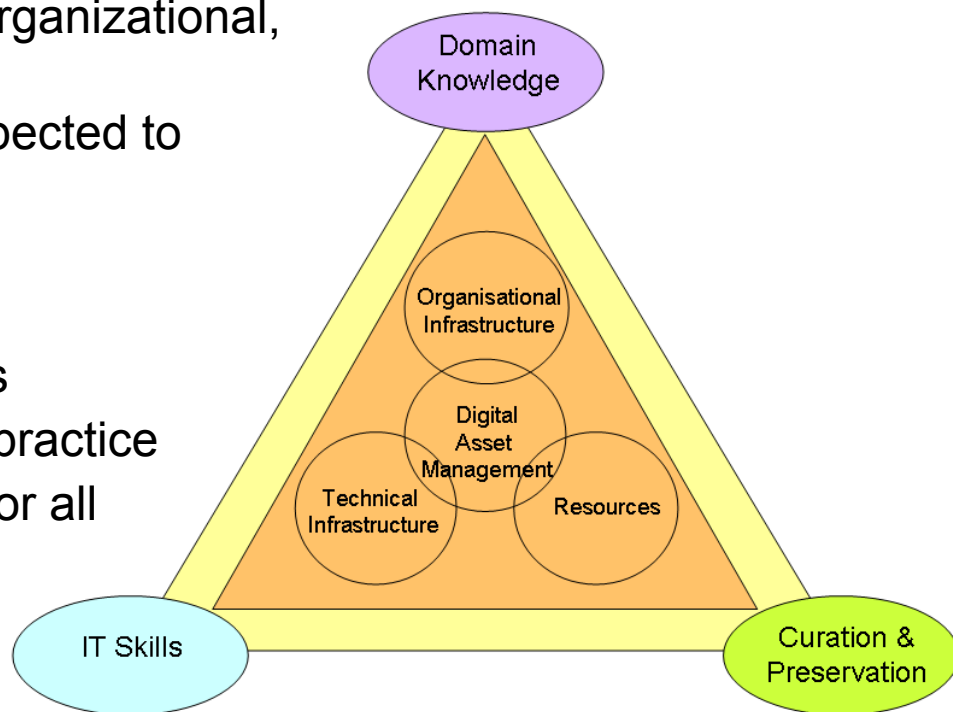 rganizational,
pected to
s
practice
or all
Domain
Knowledge
Organisational
Infrastructure
Digital
Asset
Management
Technical
Infrastructure
Resources
IT Skills
Curation &
Preservation